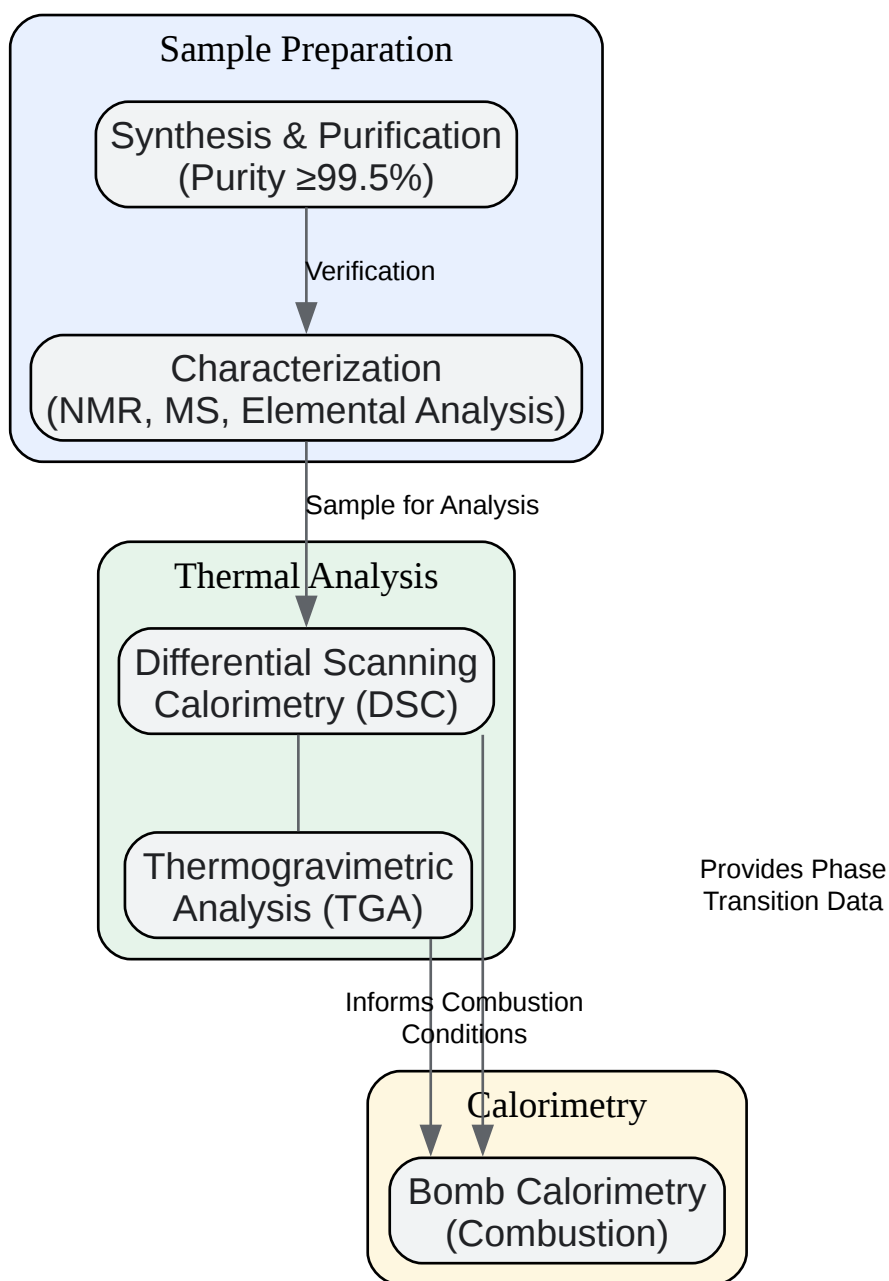 Sample Preparation
Synthesis & Purification
(Purity ≥99.5%)
Verification
Characterization
(NMR, MS, Elemental Analysis)
Sample for Analysis
Thermal Analysis
Differential Scanning
Calorimetry (DSC)
Thermogravimetric
Analysis (TGA)
Provides Phase
Transition Data
Informs Combustion
Conditions
Calorimetry
Bomb Calorimetry
(Combustion)